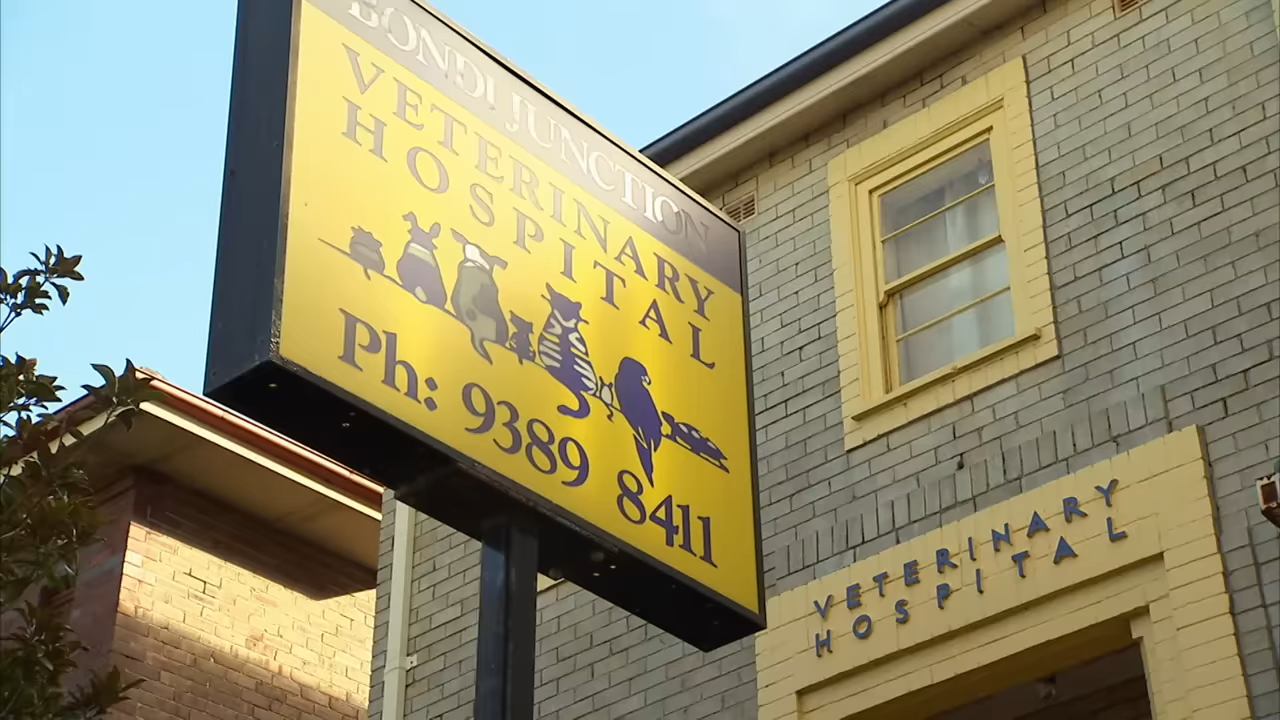 BONDI JUNCTION
VETERINARY
HOSPITAL
Ph: 9389 8411
VETERINARY
HOSPITAL